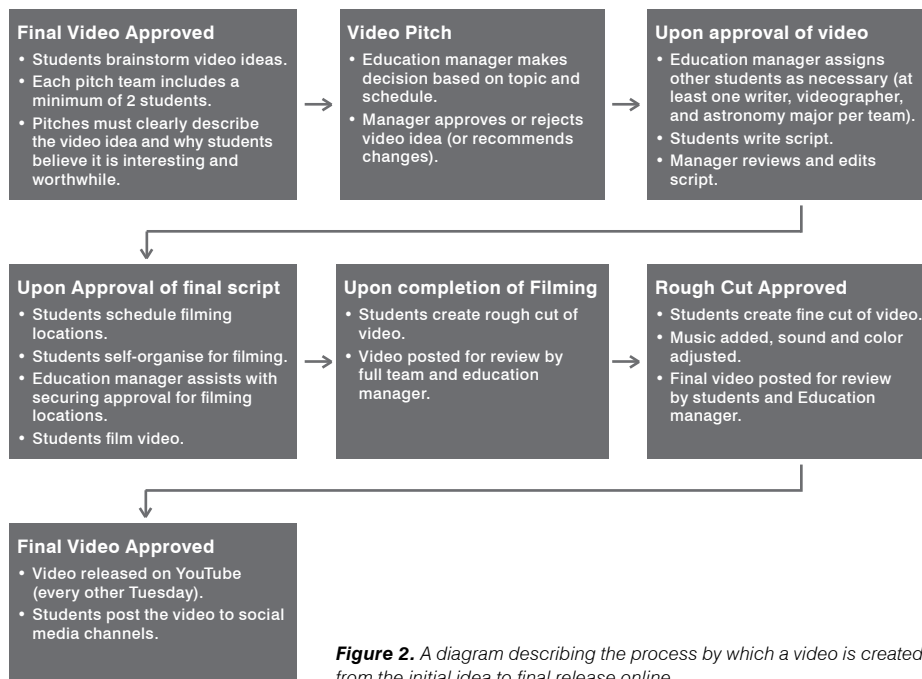 Final Video Approved
• Students brainstorm video ideas.
• Each pitch team includes a
minimum of 2 students.
• Pitches must clearly describe
the video idea and why students
believe it is interesting and
worthwhile.
Video Pitch
• Education manager makes
decision based on topic and
schedule.
• Manager approves or rejects
video idea (or recommends
changes).
Upon approval of video
• Education manager assigns
other students as necessary (at
least one writer, videographer,
and astronomy major per team).
• Students write script.
• Manager reviews and edits
script.
Upon Approval of final script
• Students schedule filming
locations.
• Students self-organise for filming.
• Education manager assists with
securing approval for filming
locations.
• Students film video.
Upon completion of Filming
• Students create rough cut of
video.
• Video posted for review by
full team and education
manager.
Rough Cut Approved
• Students create fine cut of video.
• Music added, sound and color
adjusted.
• Final video posted for review
by students and Education
manager.
Final Video Approved
• Video released on YouTube
(every other Tuesday).
• Students post the video to social
media channels.
Figure 2. A diagram describing the process by which a video is created
from the initial idea to final release online.